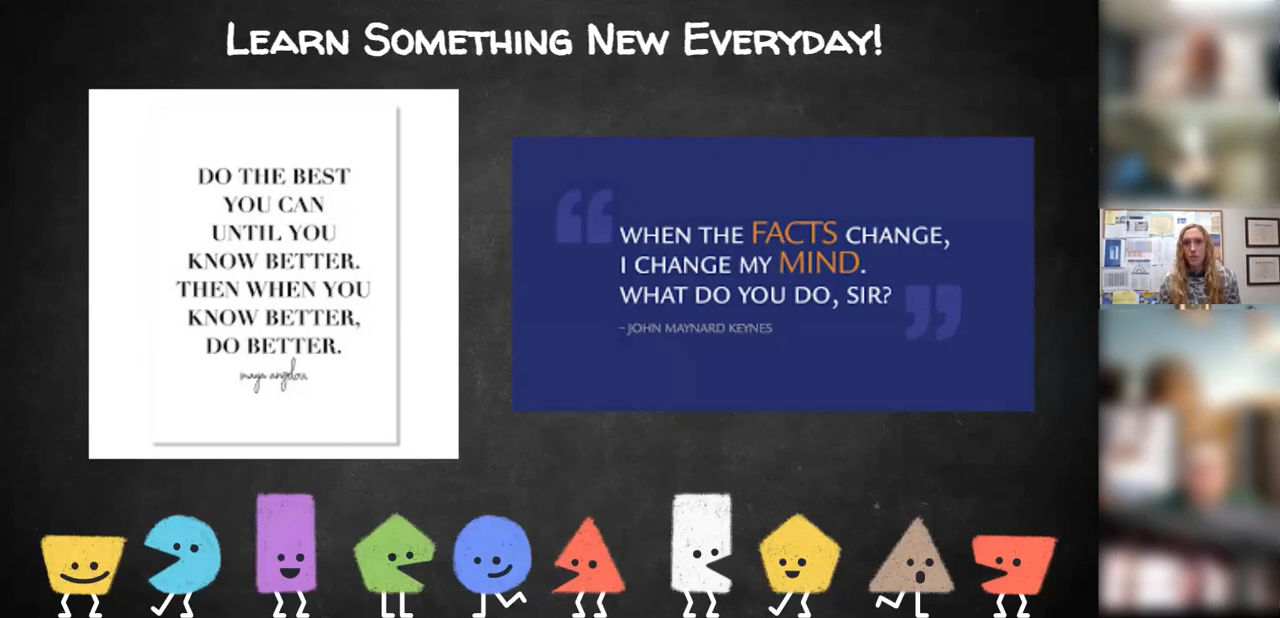 LEARN SOMETHING NEW EVERYDAY!
DO THE BEST
YOU CAN
UNTIL YOU
KNOW BETTER.
THEN WHEN YOU
KNOW BETTER,
DO BETTER.
maya angelou
“
WHEN THE FACTS CHANGE,
I CHANGE MY MIND.
WHAT DO YOU DO, SIR?
”
– JOHN MAYNARD KEYNES